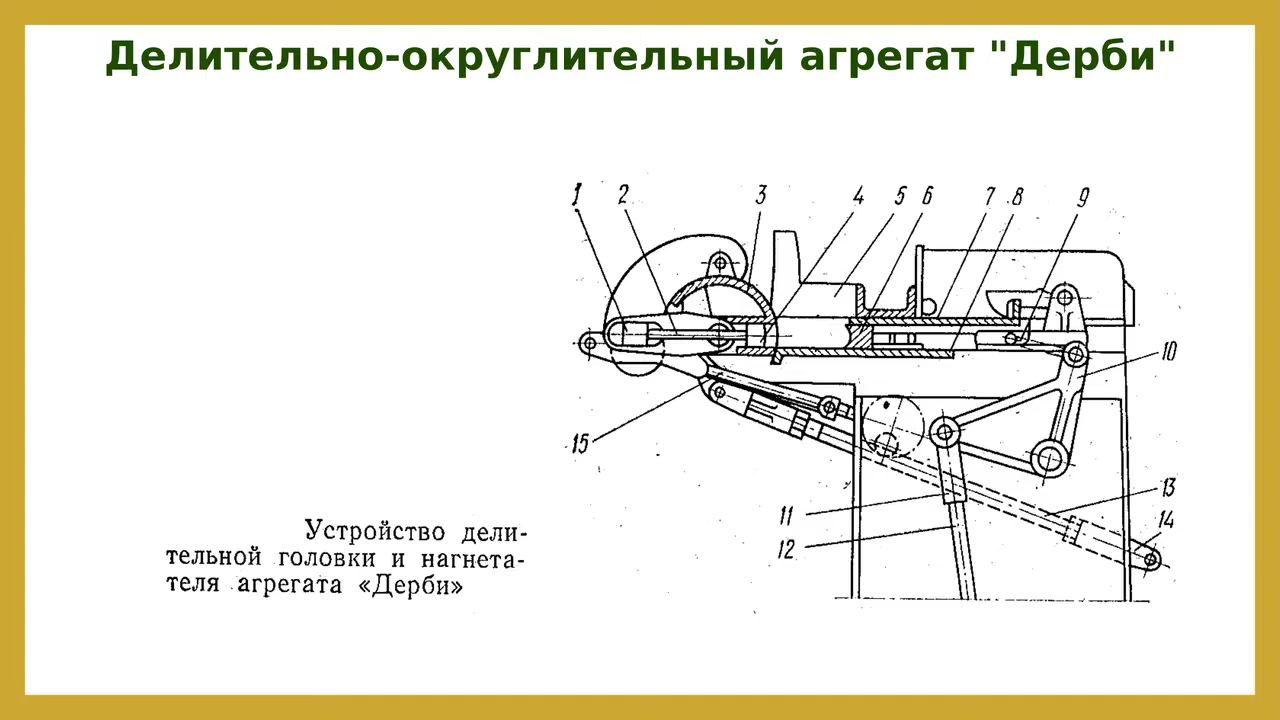 Делительно-округлительный агрегат "Дерби"
1 2 3 4 5 6 7 8 9
10
15
13
11
14
12
Устройство дели-
тельной головки и нагнета-
теля агрегата «Дерби»